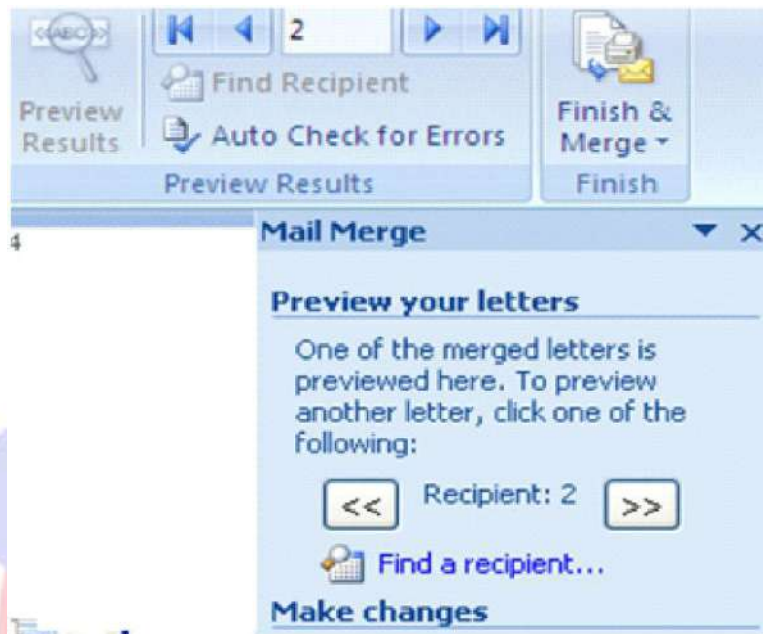 «ABC»
2
Find Recipient
Preview
Results
Auto Check for Errors
Finish &
Merge
Preview Results
Finish
4
Mail Merge
Preview your letters
One of the merged letters is
previewed here. To preview
another letter, click one of the
following:
<< Recipient: 2 >>
Find a recipient...
Make changes